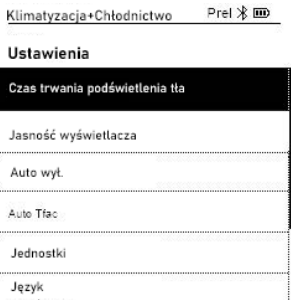 Klimatyzacja+Chłodnictwo Prel
Ustawienia
Czas trwania podświetlenia tła
Jasność wyświetlacza
Auto wył.
Auto Tfac
Jednostki
Język